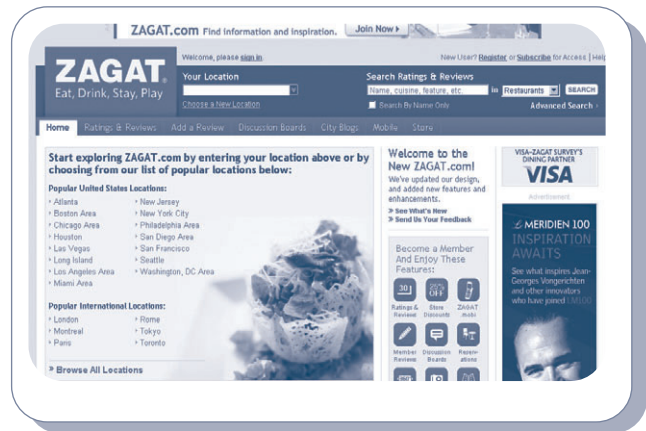 ZAGAT.com Find information and inspiration. Join Now
Welcome, please sign in.
New User? Register or Subscribe for Access | Help
ZAGAT.
Eat, Drink, Stay, Play
Your Location
Choose a New Location
Search Ratings & Reviews
Name, cuisine, feature, etc. in Restaurants SEARCH
Search By Name Only
Advanced Search ›
Home Ratings & Reviews Add a Review Discussion Boards City Blogs Mobile Store
Start exploring ZAGAT.com by entering your location above or by
choosing from our list of popular locations below:
Popular United States Locations:
› Atlanta
› Boston Area
› Chicago Area
› Houston
› Las Vegas
› Long Island
› Los Angeles Area
› Miami Area
› New Jersey
› New York City
› Philadelphia Area
› San Diego Area
› San Francisco
› Seattle
› Washington, DC Area
Popular International Locations:
› London
› Montreal
› Paris
› Rome
› Tokyo
› Toronto
» Browse All Locations
Welcome to the
New ZAGAT.com!
We've updated our design,
and added new features and
enhancements.
» See What's New
» Send Us Your Feedback
Become a Member
And Enjoy These
Features:
30
20%
OFF
Z
Ratings &
Reviews
Store
Discounts
ZAGAT
.mobi
Member
Reviews
Discussion
Boards
Reserv-
ations
VISA-ZAGAT SURVEY'S
DINING PARTNER
VISA
Advertisement
LE MERIDIEN 100
INSPIRATION
AWAITS
See what inspires Jean-
Georges Vongerichten
and other innovators
who have joined LM100